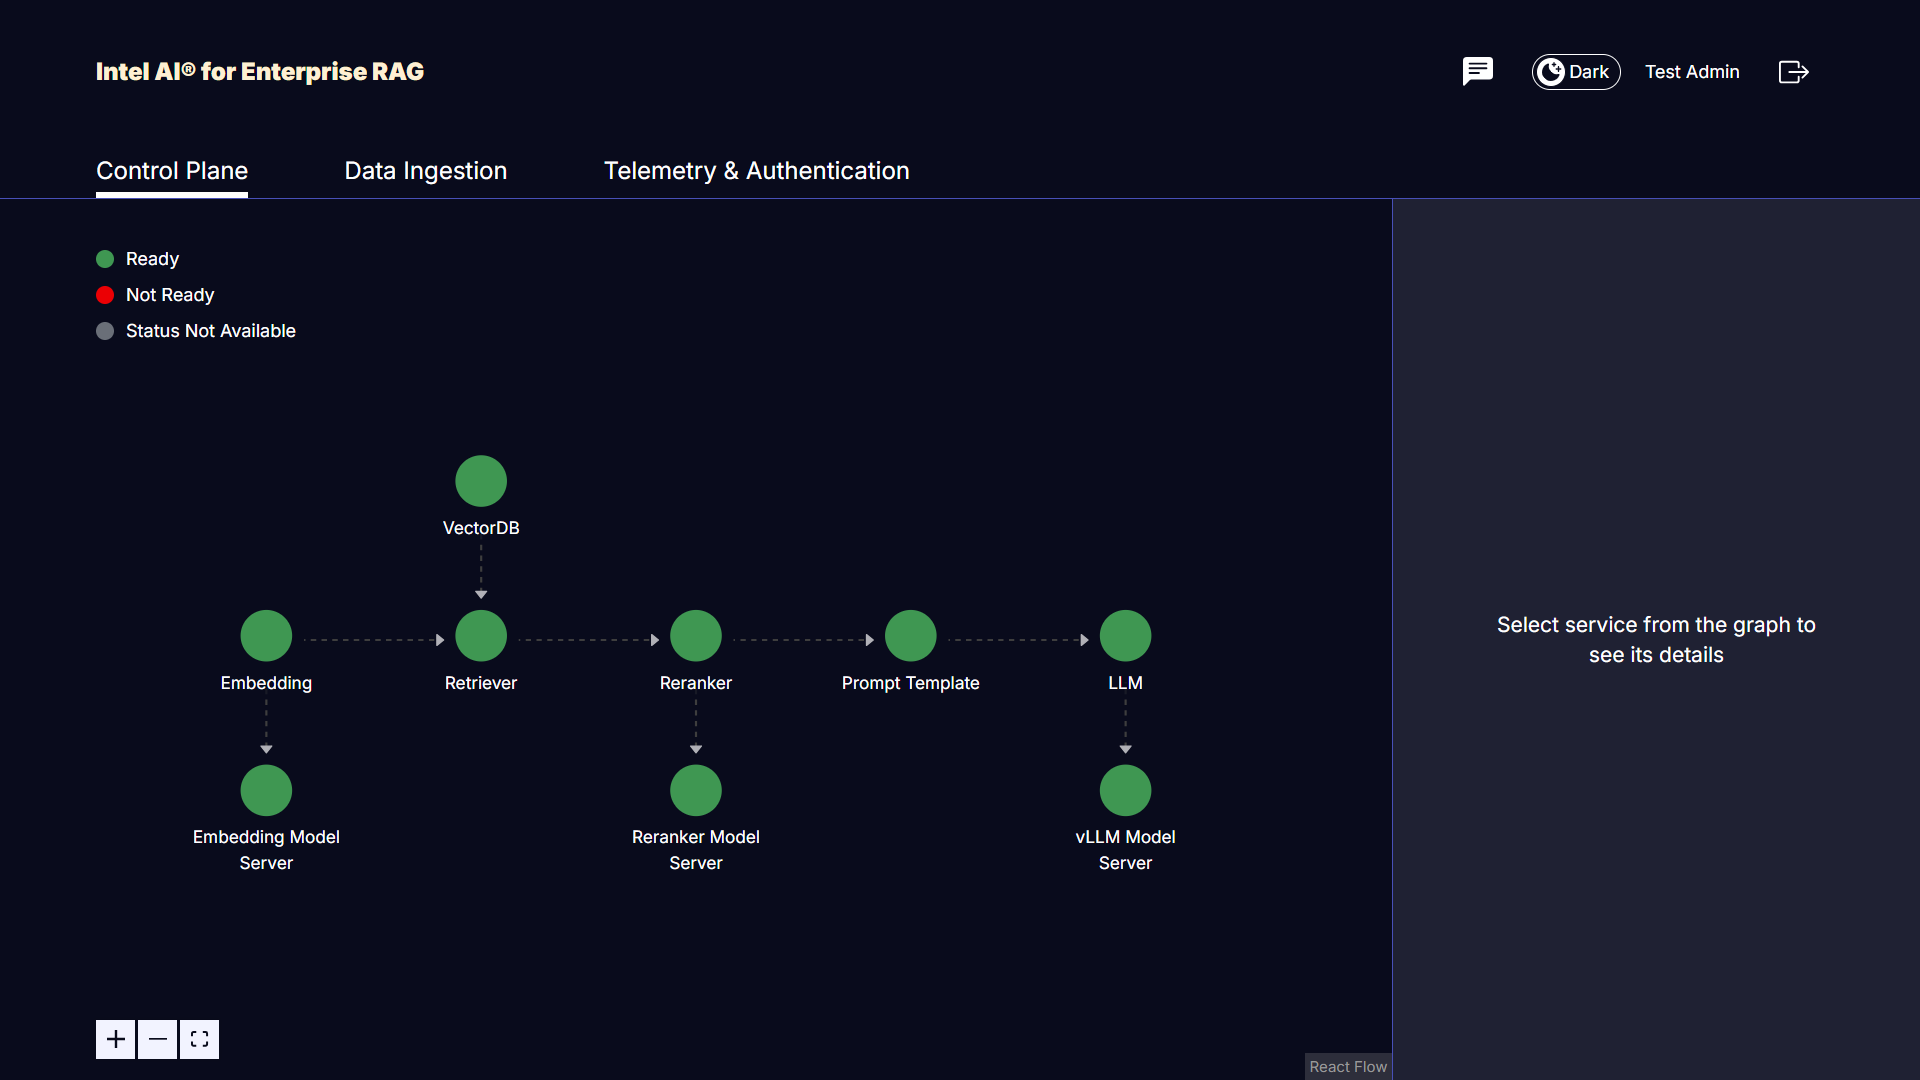 Intel AI® for Enterprise RAG
Dark
Test Admin
Control Plane
Data Ingestion
Telemetry & Authentication
Ready
Not Ready
Status Not Available
VectorDB
Embedding
Retriever
Reranker
Prompt Template
LLM
Embedding Model
Server
Reranker Model
Server
vLLM Model
Server
Select service from the graph to
see its details
React Flow